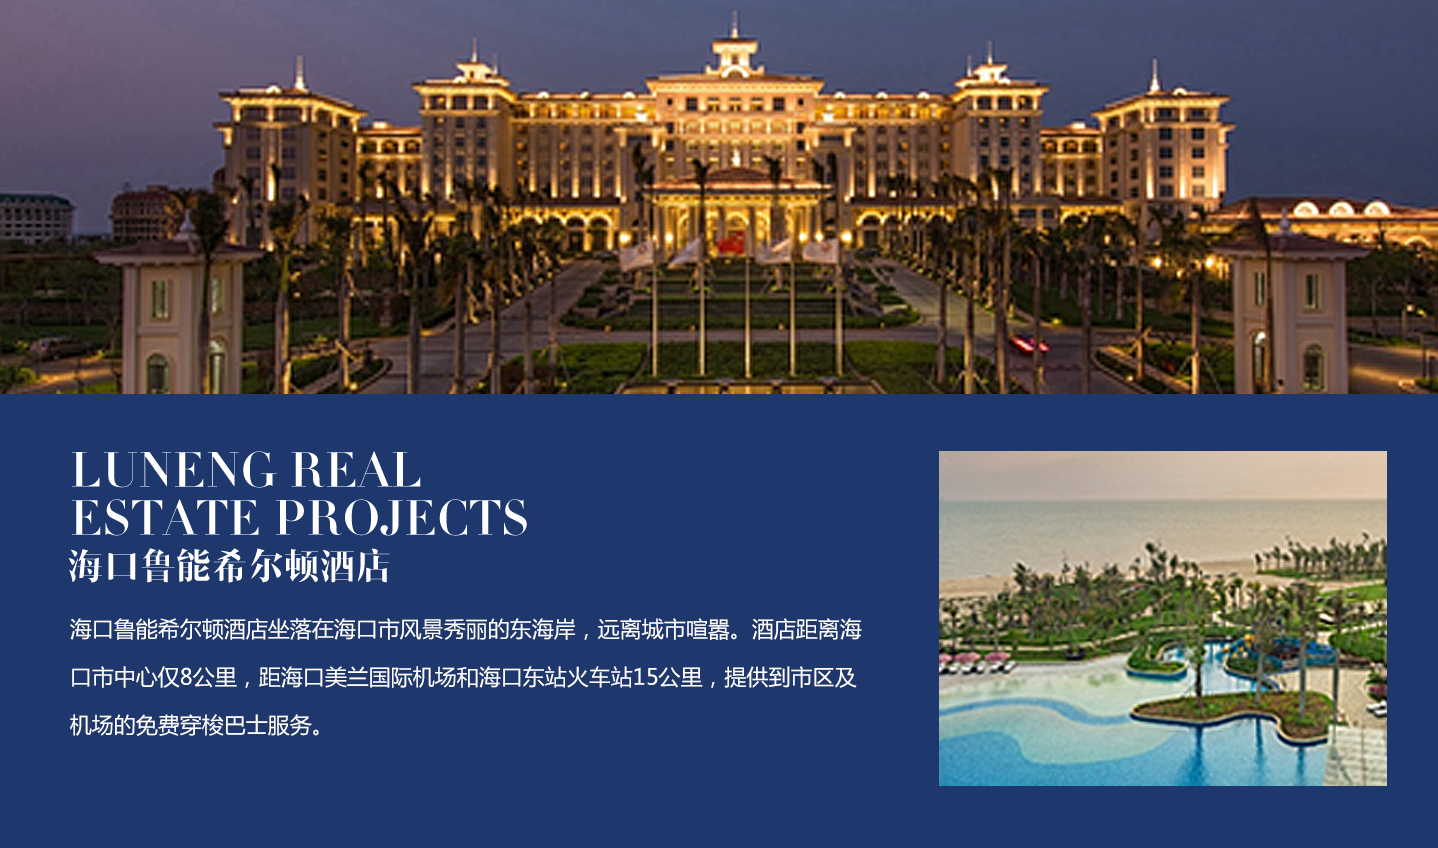 LUNENG REAL
ESTATE PROJECTS
海口鲁能希尔顿酒店
海口鲁能希尔顿酒店坐落在海口市风景秀丽的东海岸，远离城市喧嚣。酒店距离海
口市中心仅8公里，距海口美兰国际机场和海口东站火车站15公里，提供到市区及
机场的免费穿梭巴士服务。